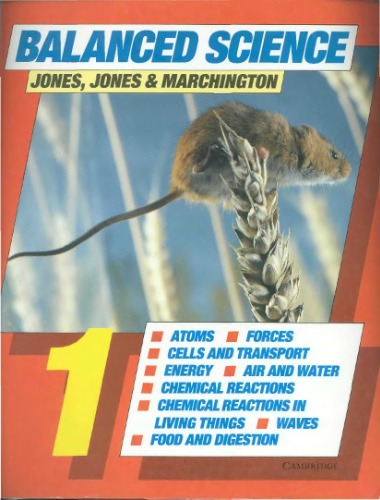 BALANCED SCIENCE
JONES, JONES & MARCHINGTON
1
ATOMS ■ FORCES
CELLS AND TRANSPORT
ENERGY ■ AIR AND WATER
CHEMICAL REACTIONS
CHEMICAL REACTIONS IN
LIVING THINGS ■ WAVES
FOOD AND DIGESTION
CAMBRIDGE